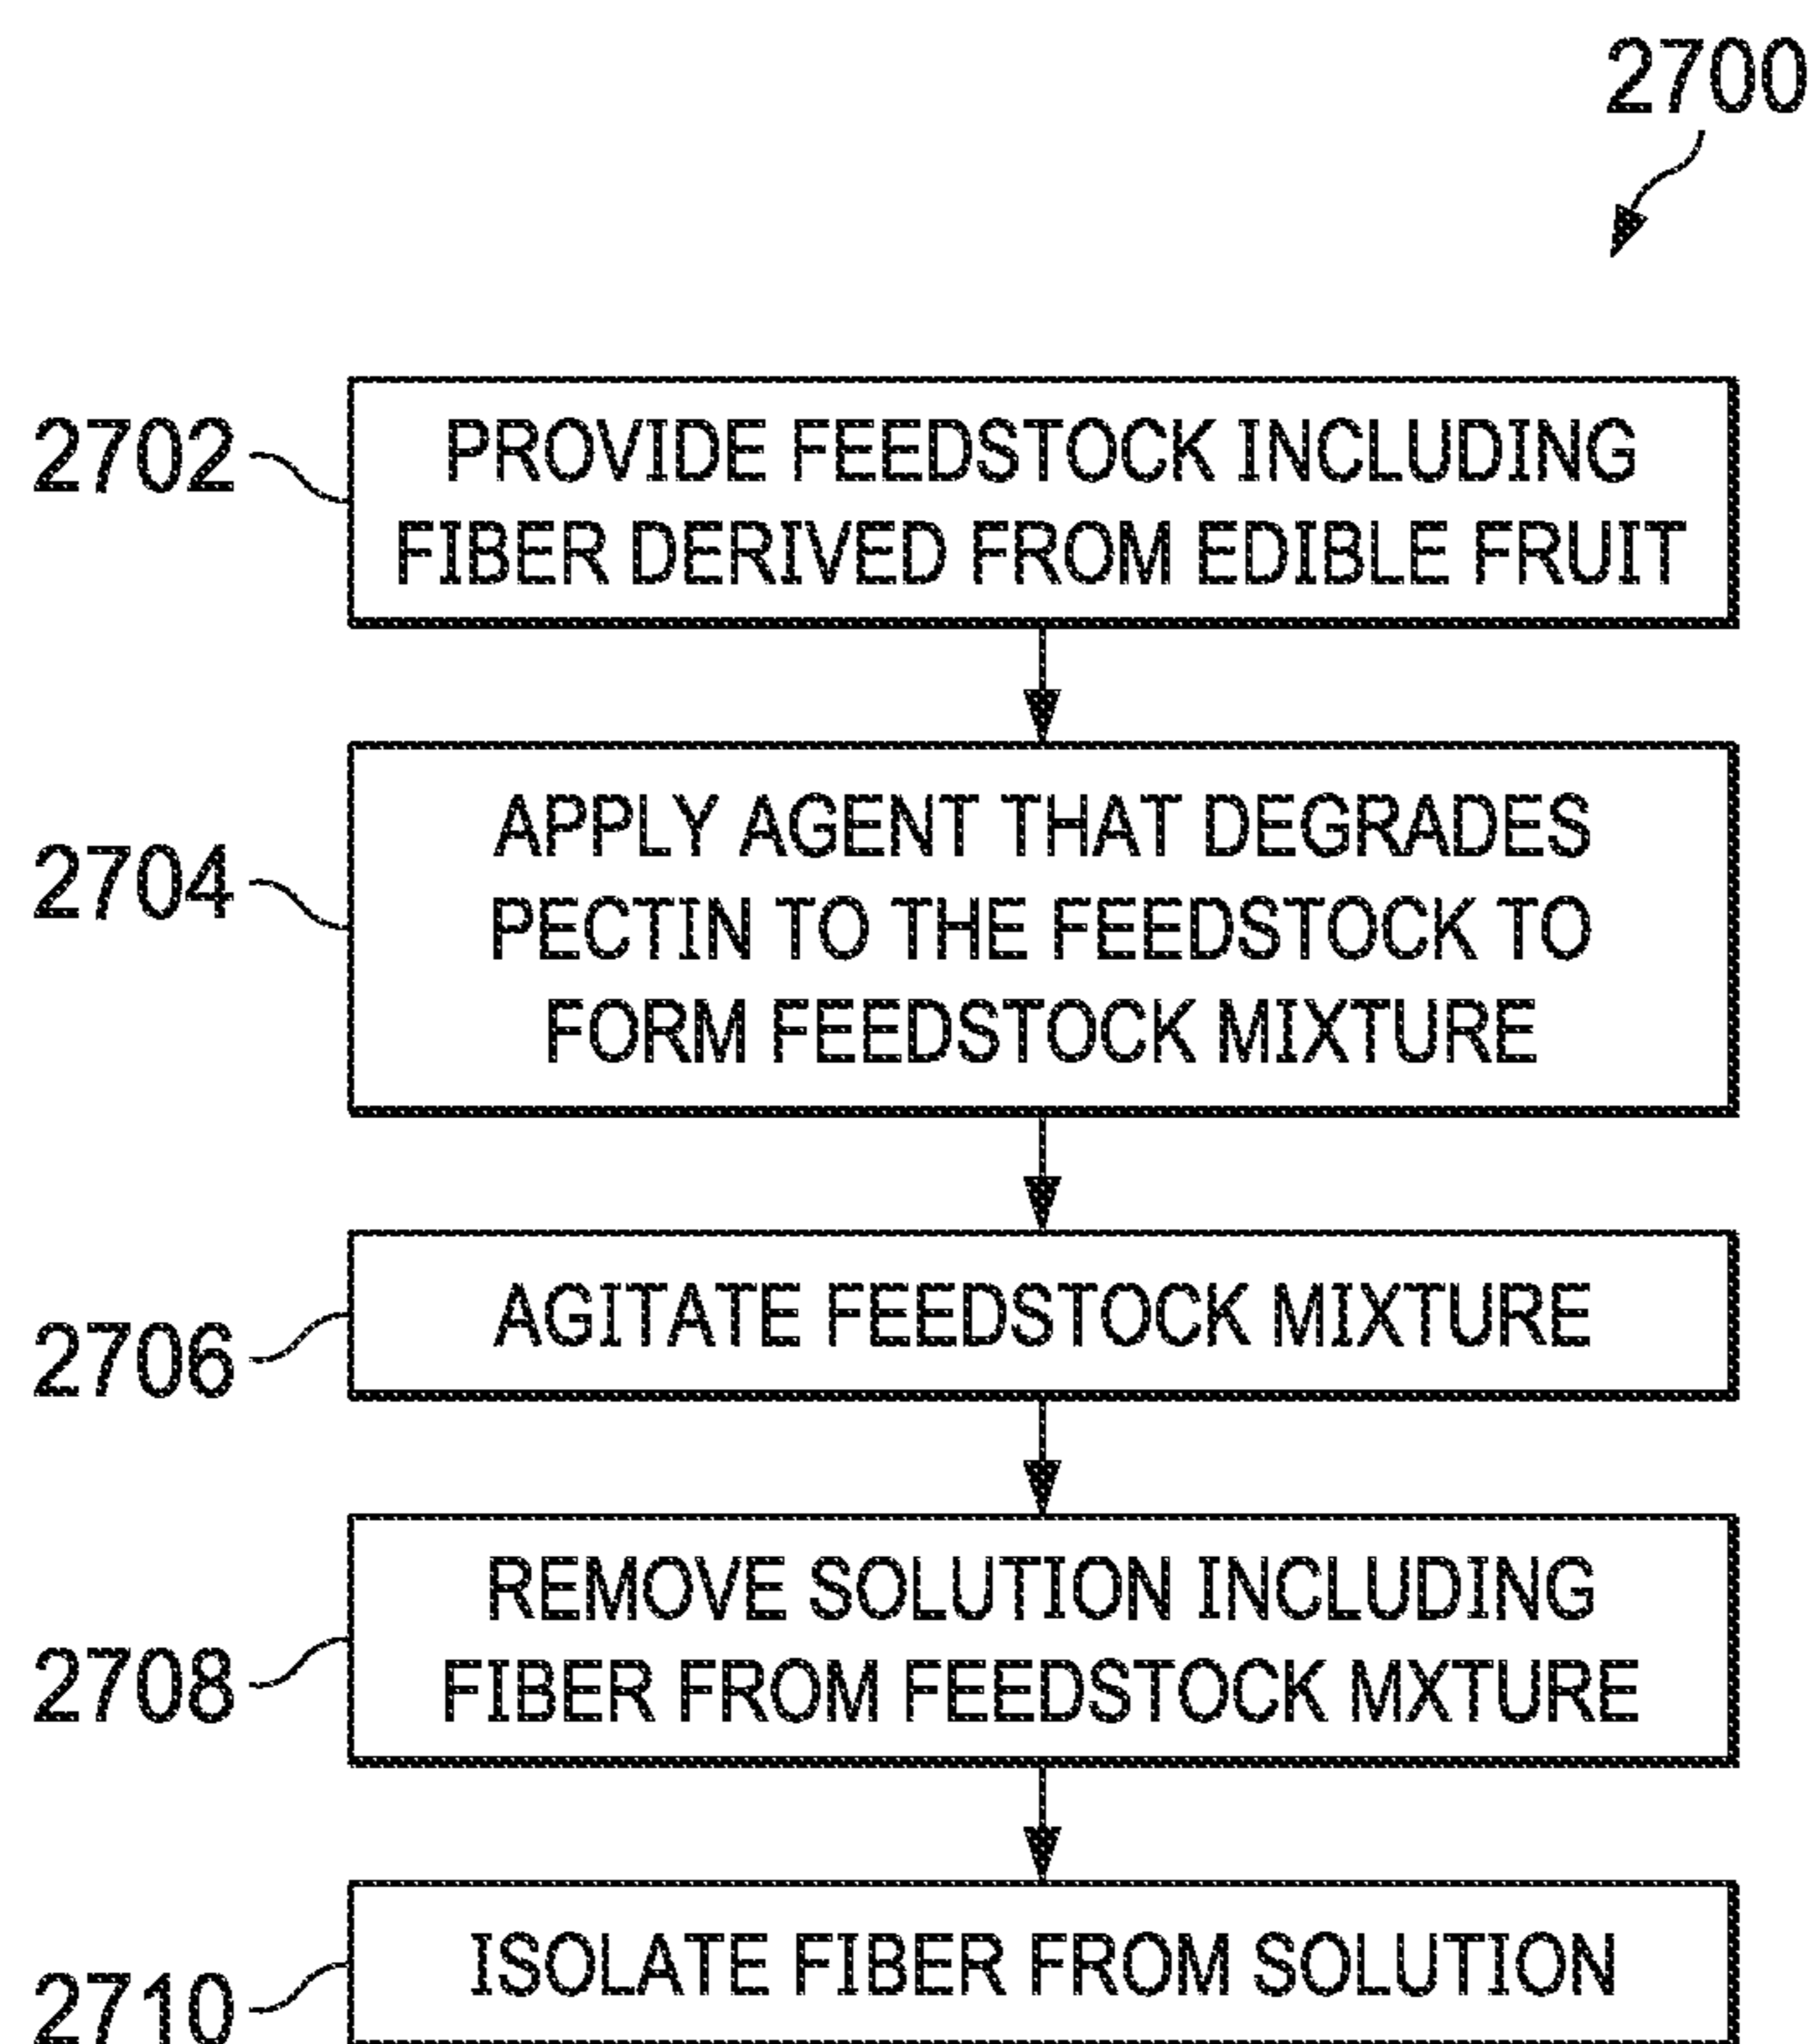 2700
2702
PROVIDE FEEDSTOCK INCLUDING
FIBER DERIVED FROM EDIBLE FRUIT
2704
APPLY AGENT THAT DEGRADES
PECTIN TO THE FEEDSTOCK TO
FORM FEEDSTOCK MIXTURE
2706
AGITATE FEEDSTOCK MIXTURE
2708
REMOVE SOLUTION INCLUDING
FIBER FROM FEEDSTOCK MXTURE
2710
ISOLATE FIBER FROM SOLUTION